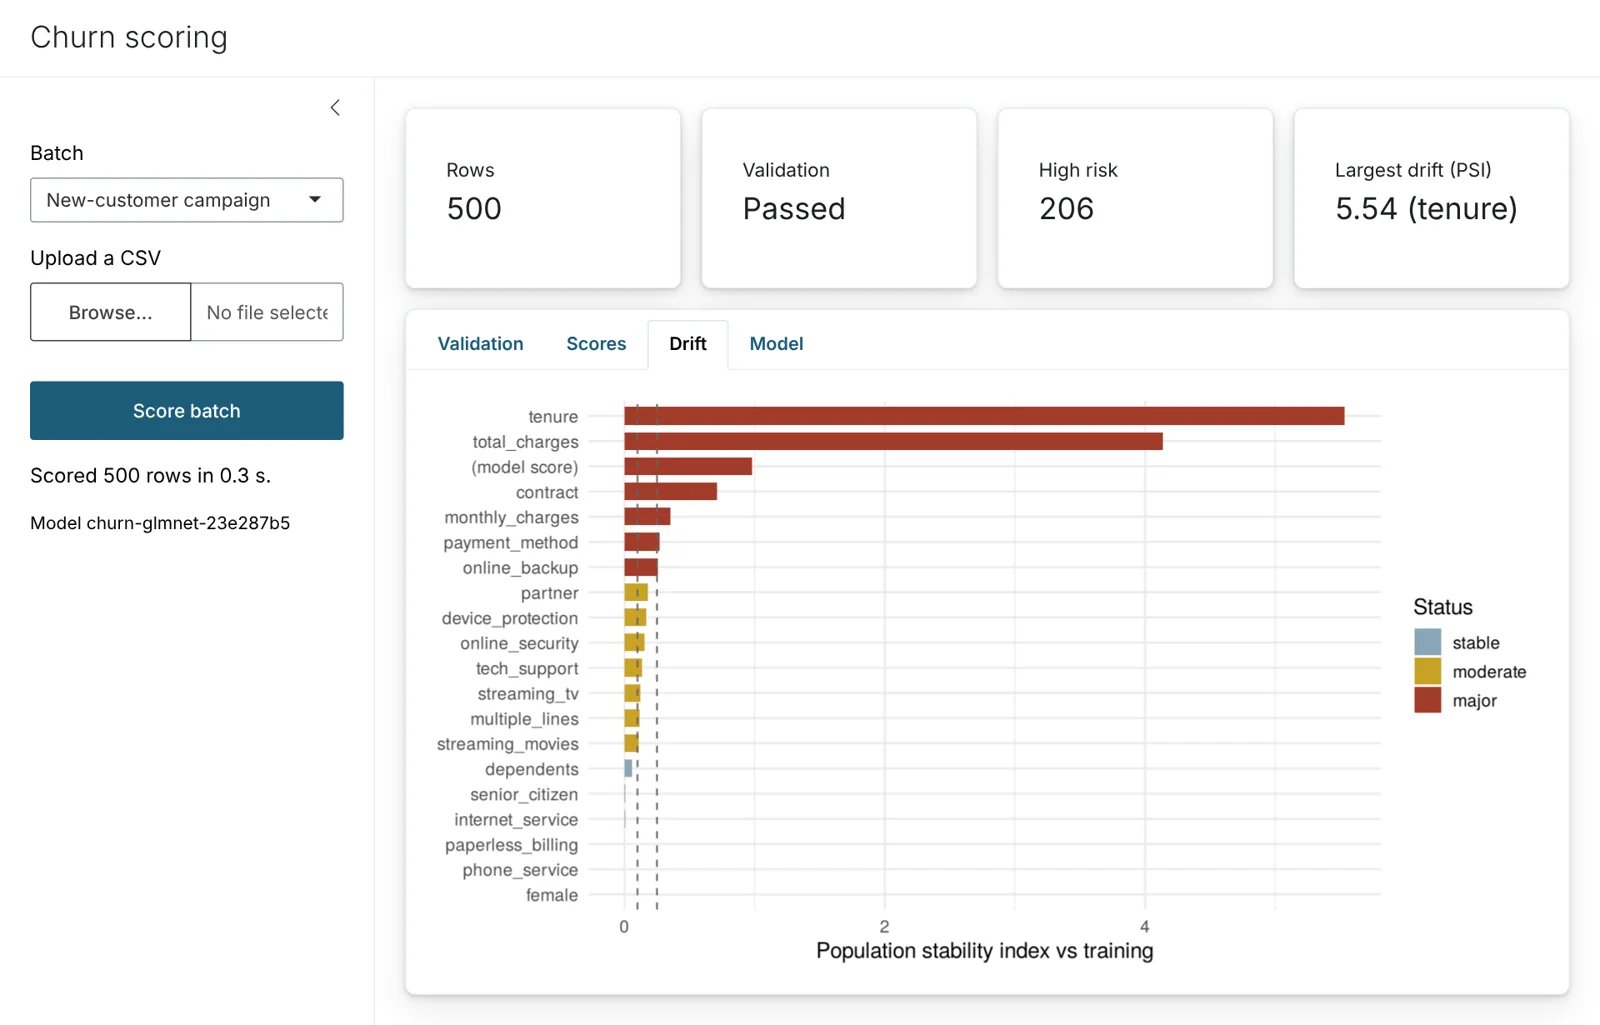 Churn scoring
Batch
New-customer campaign
Upload a CSV
Browse...
No file selecte
Score batch
Scored 500 rows in 0.3 s.
Model churn-glmnet-23e287b5
Rows
500
Validation
Passed
High risk
206
Largest drift (PSI)
5.54 (tenure)
Validation
Scores
Drift
Model
tenure
total_charges
(model score)
contract
monthly_charges
payment_method
online_backup
partner
device_protection
online_security
tech_support
streaming_tv
multiple_lines
streaming_movies
dependents
senior_citizen
internet_service
paperless_billing
phone_service
female
0
2
4
Population stability index vs training
Status
stable
moderate
major